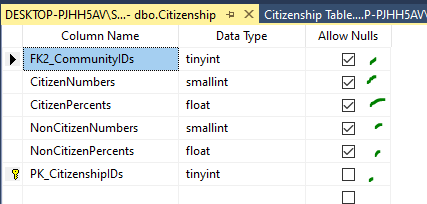 DESKTOP-PJHH5AV\S...- dbo.Citizenship Citizenship Table....P-PJHH5AV
Column Name Data Type Allow Nulls
FK2_CommunityIDs tinyint
CitizenNumbers smallint
CitizenPercents float
NonCitizenNumbers smallint
NonCitizenPercents float
PK_CitizenshipIDs tinyint